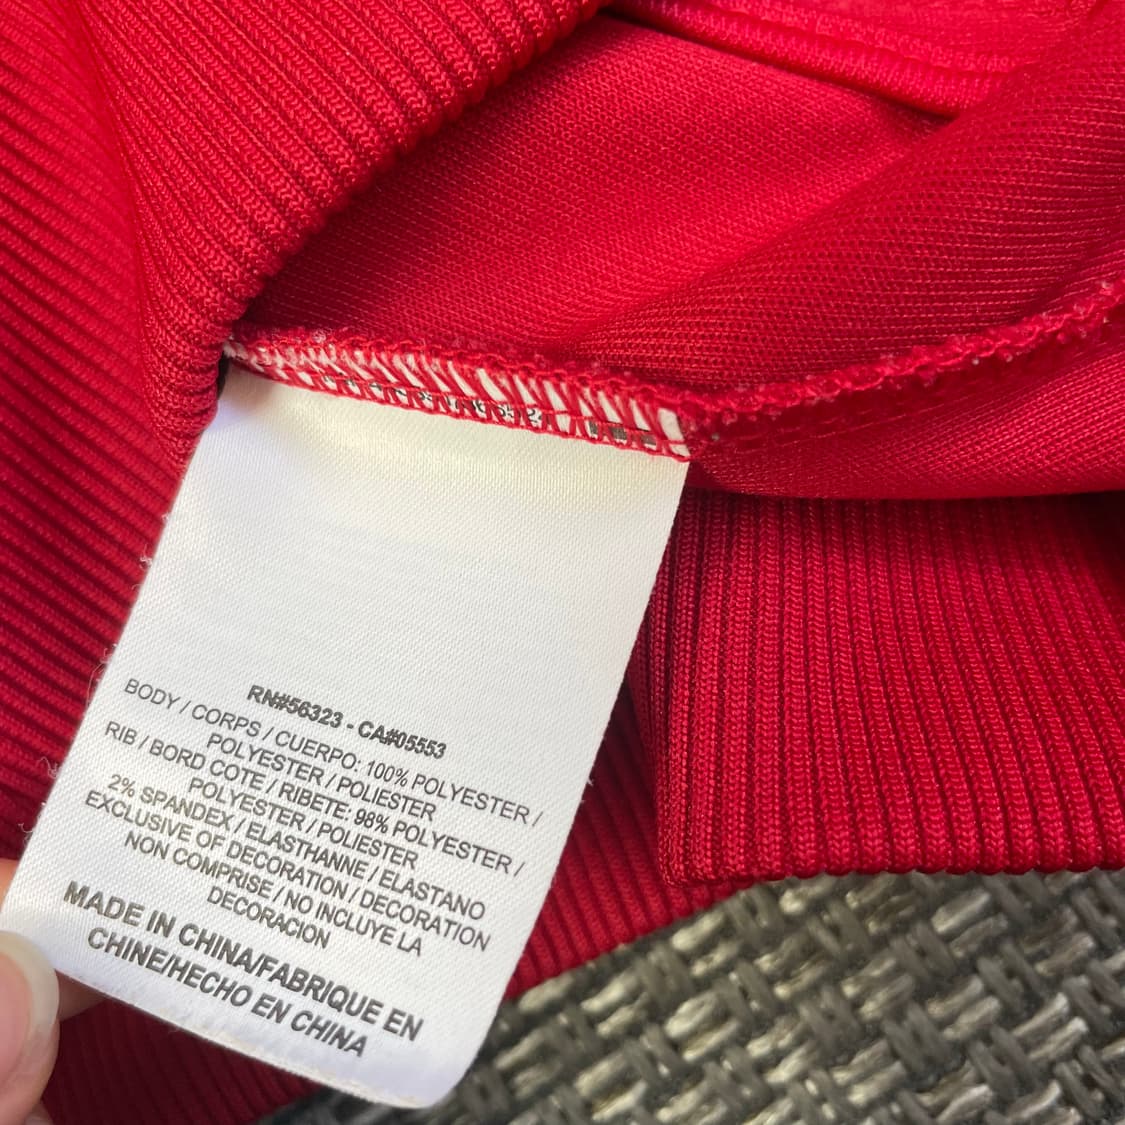 RN#56323 - CA#05553
BODY / CORPS / CUERPO: 100% POLYESTER /
POLYESTER / POLIESTER
RIB / BORD COTE / RIBETE: 98% POLYESTER /
POLYESTER / POLIESTER
2% SPANDEX / ELASTHANNE / ELASTANO
EXCLUSIVE OF DECORATION / DECORATION
NON COMPRISE / NO INCLUYE LA
DECORACION
MADE IN CHINA/FABRIQUE EN
CHINE/HECHO EN CHINA